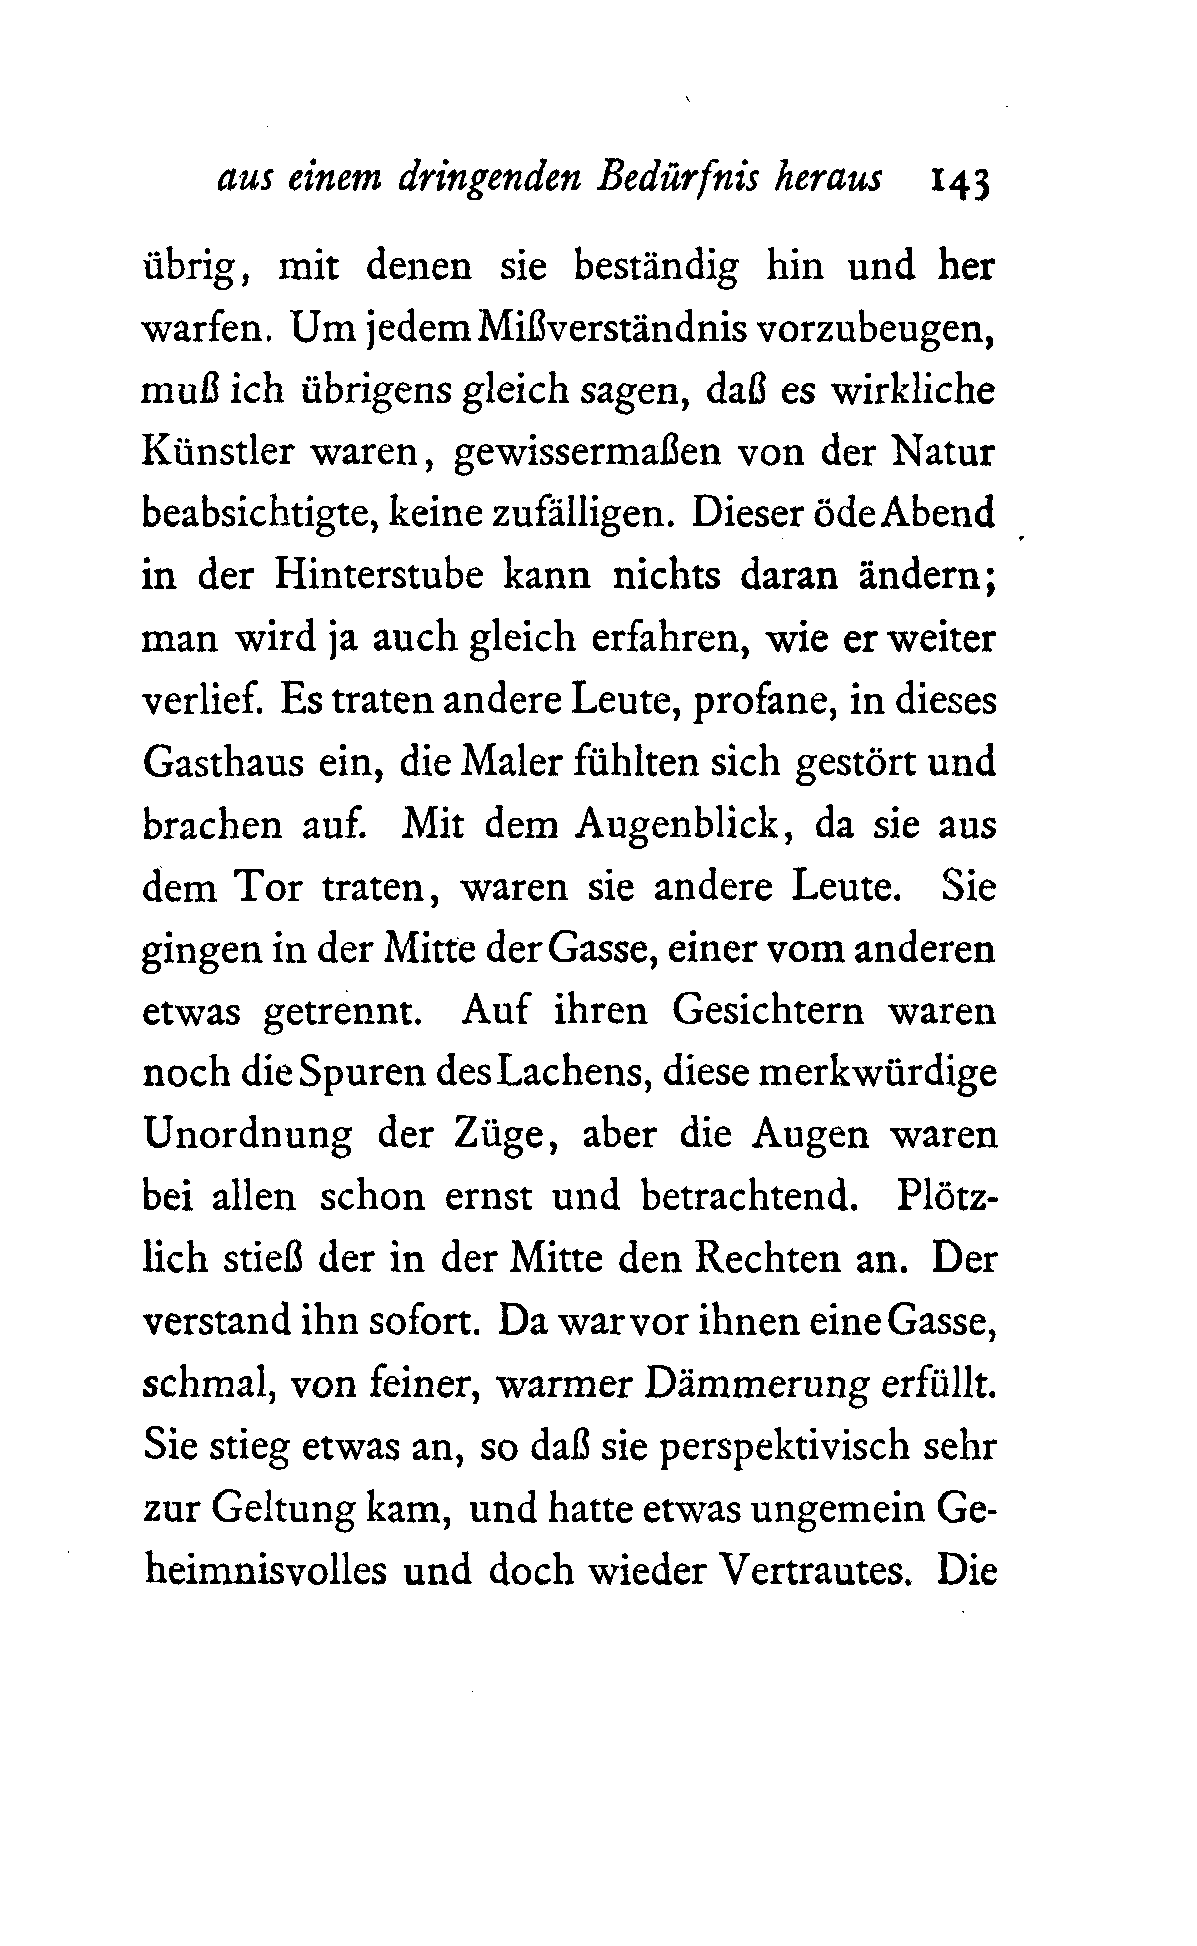 aus einem dringenden Bedürfnis heraus 143
übrig, mit denen sie beständig hin und her
warfen. Um jedem Mißverständnis vorzubeugen,
muß ich übrigens gleich sagen, daß es wirkliche
Künstler waren, gewissermaßen von der Natur
beabsichtigte, keine zufälligen. Dieser öde Abend
in der Hinterstube kann nichts daran ändern;
man wird ja auch gleich erfahren, wie er weiter
verlief. Es traten andere Leute, profane, in dieses
Gasthaus ein, die Maler fühlten sich gestört und
brachen auf. Mit dem Augenblick, da sie aus
dem Tor traten, waren sie andere Leute. Sie
gingen in der Mitte der Gasse, einer vom anderen
etwas getrennt. Auf ihren Gesichtern waren
noch die Spuren des Lachens, diese merkwürdige
Unordnung der Züge, aber die Augen waren
bei allen schon ernst und betrachtend. Plötz-
lich stieß der in der Mitte den Rechten an. Der
verstand ihn sofort. Da war vor ihnen eine Gasse,
schmal, von feiner, warmer Dämmerung erfüllt.
Sie stieg etwas an, so daß sie perspektivisch sehr
zur Geltung kam, und hatte etwas ungemein Ge-
heimnisvolles und doch wieder Vertrautes. Die